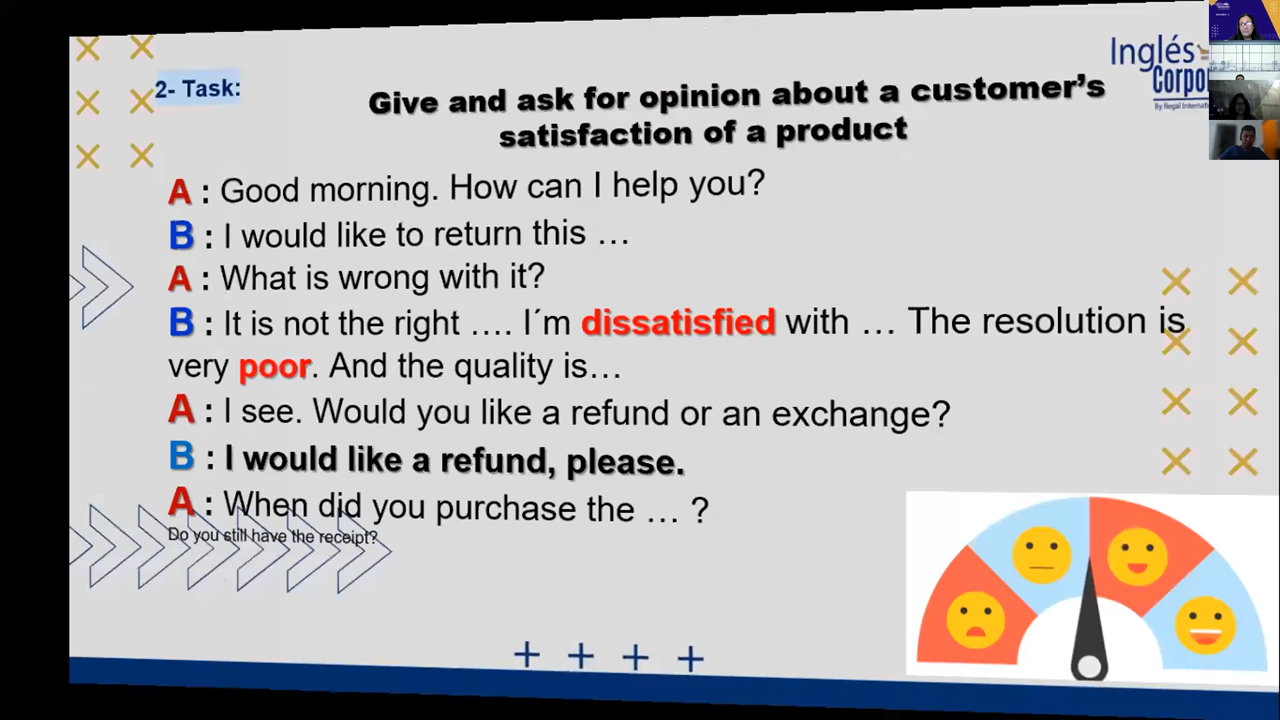 2- Task:
Inglés
Corpo
By Regal Internati
Give and ask for opinion about a customer's
satisfaction of a product
A : Good morning. How can I help you?
B : I would like to return this …
A : What is wrong with it?
B : It is not the right …. I´m dissatisfied with … The resolution is
very poor. And the quality is…
A : I see. Would you like a refund or an exchange?
B : I would like a refund, please.
A : When did you purchase the … ?
Do you still have the receipt?